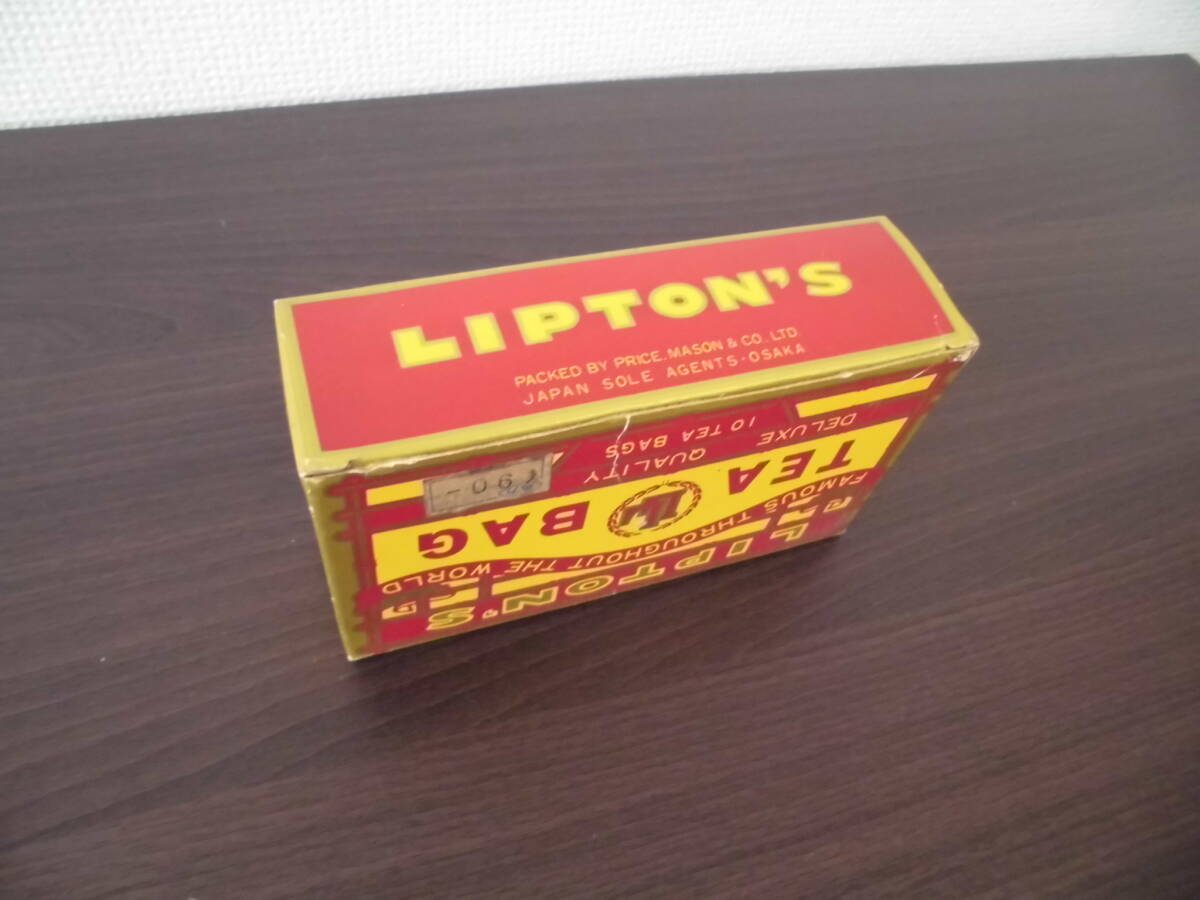 LIPTON'S
PACKED BY PRICE, MASON & CO. LTD.
JAPAN SOLE AGENTS-OSAKA
LIPTON'S
FAMOUS THROUGHOUT THE WORLD
TEA BAG
DELUXE QUALITY
10 TEA BAGS